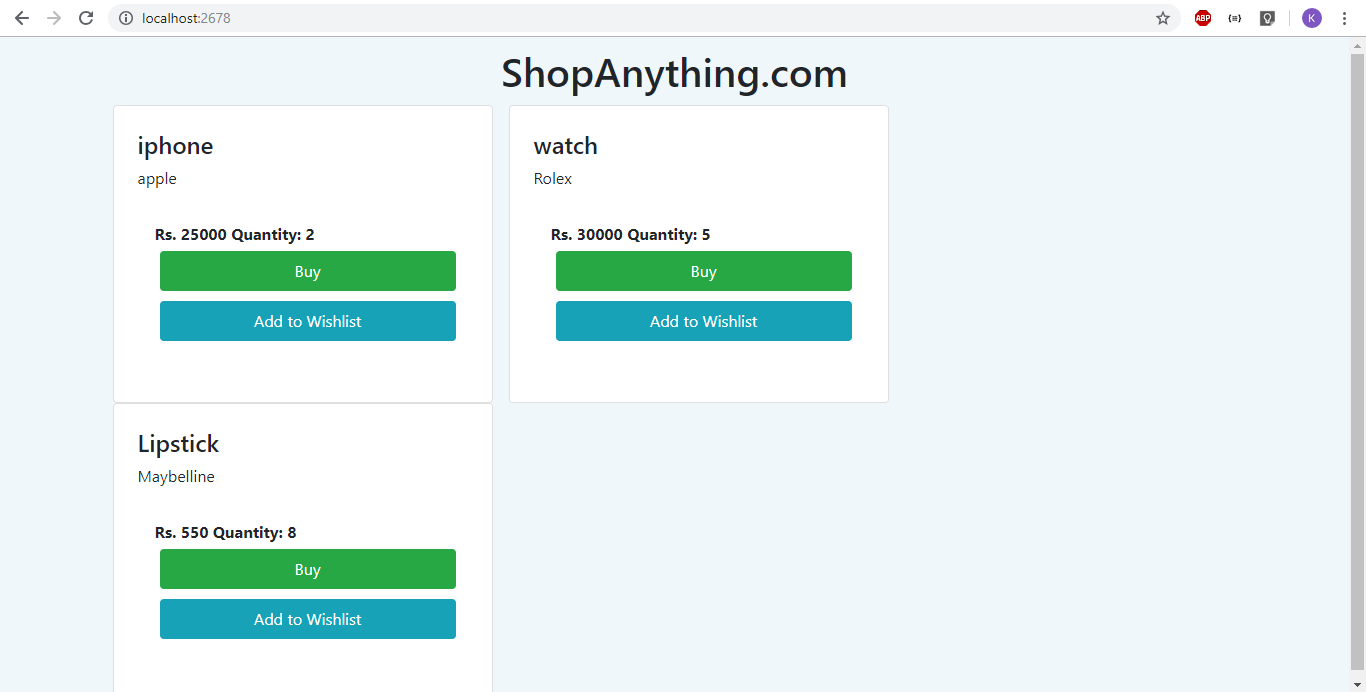 localhost:2678
ABP
K
ShopAnything.com
iphone
apple
Rs. 25000 Quantity: 2
Buy
Add to Wishlist
watch
Rolex
Rs. 30000 Quantity: 5
Buy
Add to Wishlist
Lipstick
Maybelline
Rs. 550 Quantity: 8
Buy
Add to Wishlist